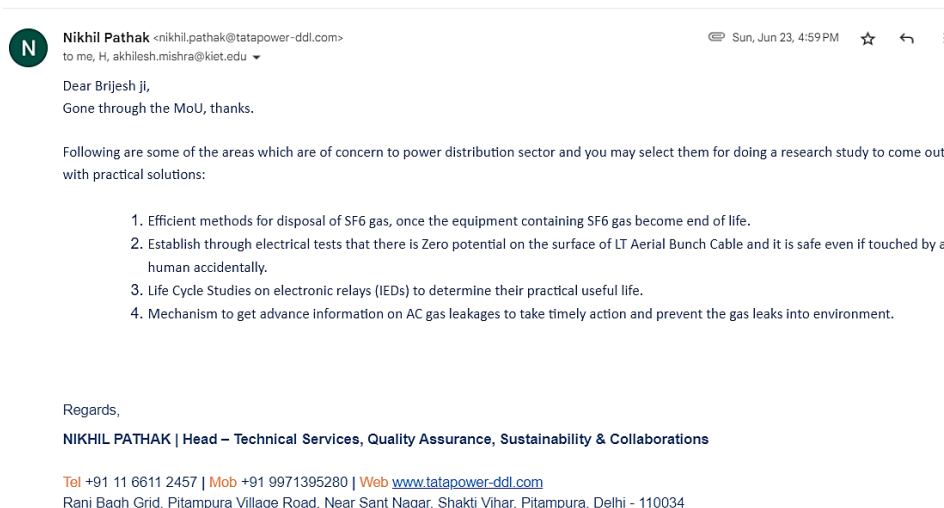 Nikhil Pathak <nikhil.pathak@tatapower-ddl.com>
Sun, Jun 23, 4:59 PM
to me, H, akhilesh.mishra@kiet.edu
N
Dear Brijesh ji,
Gone through the MoU, thanks.
Following are some of the areas which are of concern to power distribution sector and you may select them for doing a research study to come out
with practical solutions:
1. Efficient methods for disposal of SF6 gas, once the equipment containing SF6 gas become end of life.
2. Establish through electrical tests that there is Zero potential on the surface of LT Aerial Bunch Cable and it is safe even if touched by a
human accidentally.
3. Life Cycle Studies on electronic relays (IEDs) to determine their practical useful life.
4. Mechanism to get advance information on AC gas leakages to take timely action and prevent the gas leaks into environment.
Regards,
NIKHIL PATHAK | Head – Technical Services, Quality Assurance, Sustainability & Collaborations
Tel +91 11 6611 2457 | Mob +91 9971395280 | Web www.tatapower-ddl.com
Rani Bagh Grid, Pitampura Village Road, Near Sant Nagar, Shakti Vihar, Pitampura, Delhi - 110034